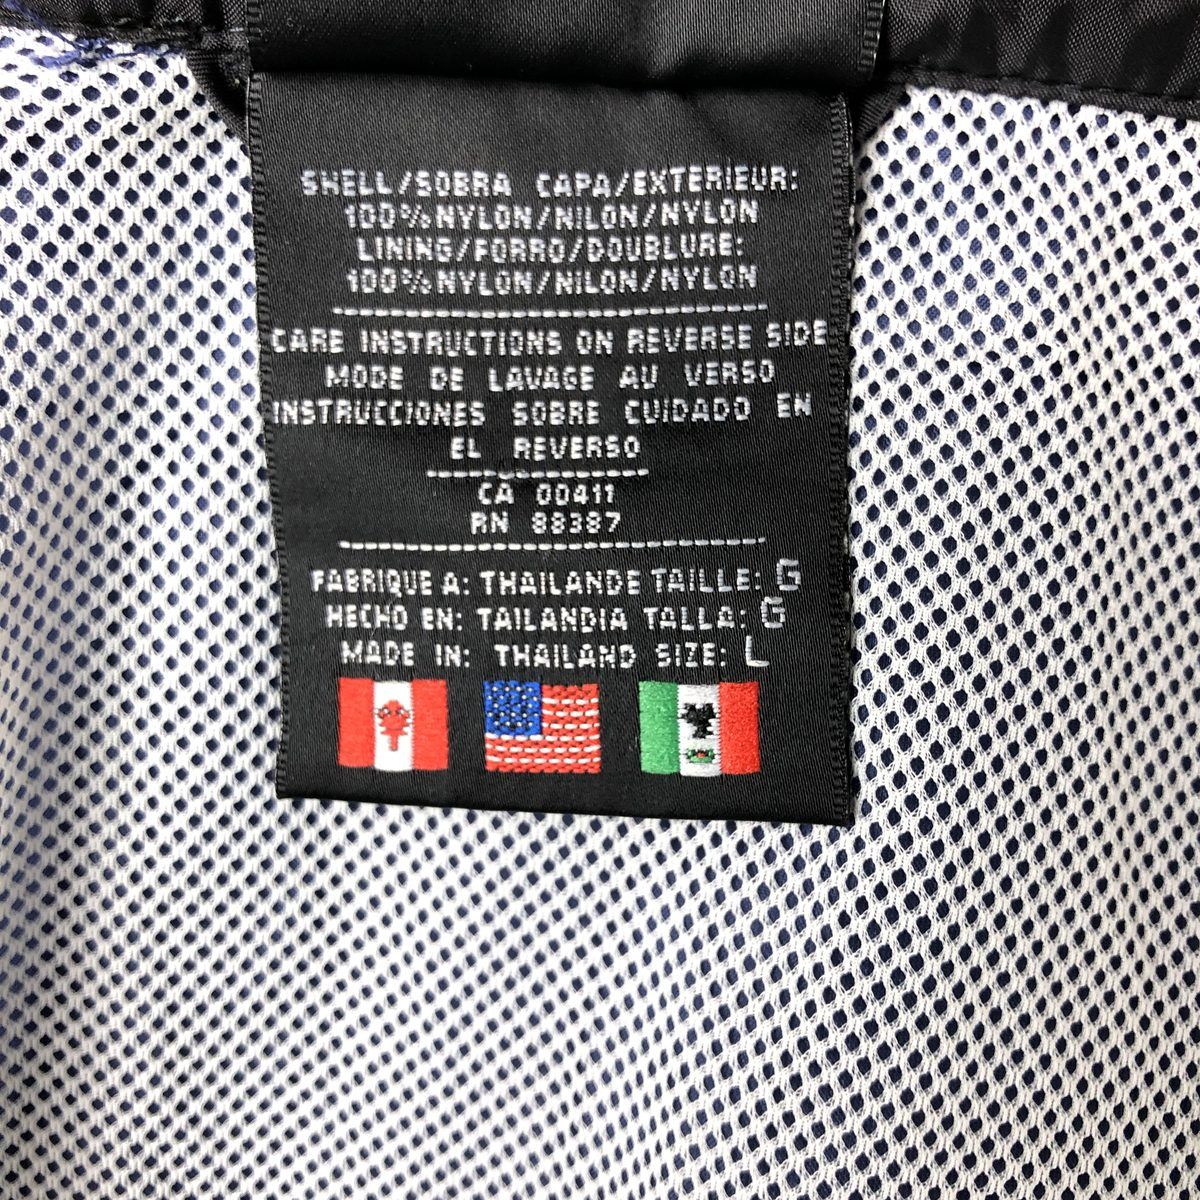 SHELL/SOBRA CAPA/EXTERIEUR:
100%NYLON/NILON/NYLON
LINING/FORRO/DOUBLURE:
100%NYLON/NILON/NYLON
CARE INSTRUCTIONS ON REVERSE SIDE
MODE DE LAVAGE AU VERSO
INSTRUCCIONES SOBRE CUIDADO EN
EL REVERSO
CA 00411
RN 88387
FABRIQUE A: THAILANDE TAILLE: G
HECHO EN: TAILANDIA TALLA: G
MADE IN: THAILAND SIZE: L